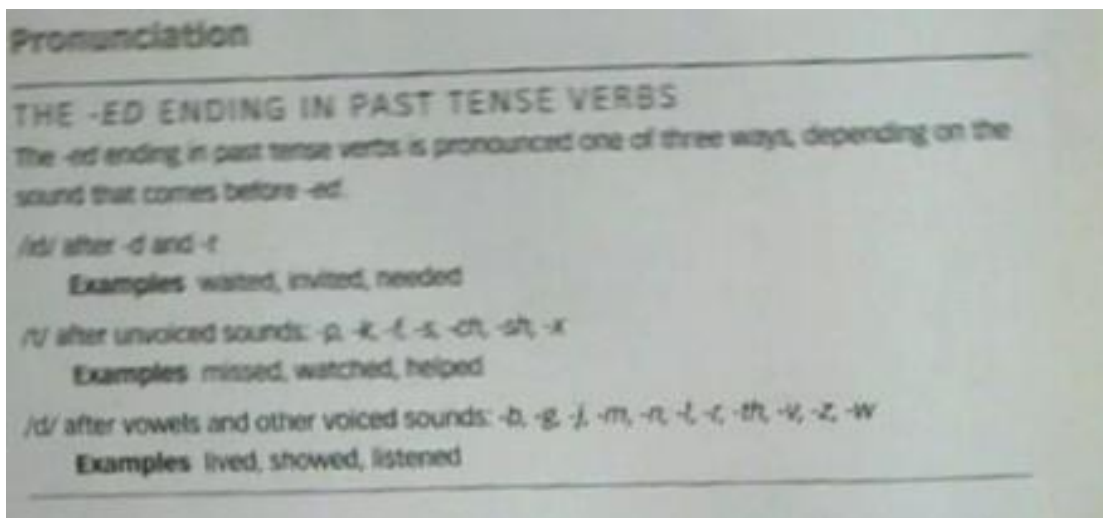 Pronunciation
THE -ED ENDING IN PAST TENSE VERBS
The -ed ending in past tense verbs is pronounced one of three ways, depending on the
sound that comes before -ed.
/ɪd/ after -d and -t
Examples waited, invited, needed
/t/ after unvoiced sounds: -p, -k, -f, -s, -ch, -sh, -x
Examples missed, watched, helped
/d/ after vowels and other voiced sounds: -b, -g, -j, -m, -n, -l, -r, -th, -v, -z, -w
Examples lived, showed, listened